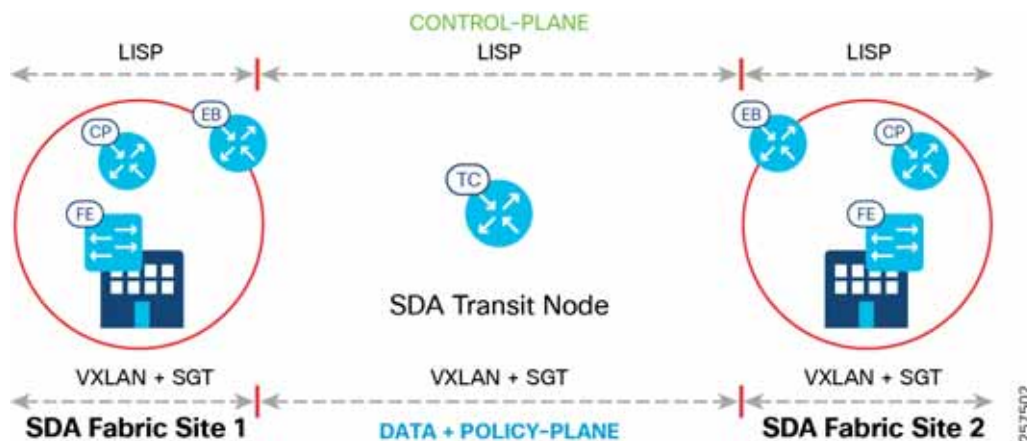 CONTROL-PLANE
LISP LISP LISP
EB EB
CP CP
TC
FE FE
SDA Transit Node
VXLAN + SGT VXLAN + SGT VXLAN + SGT
SDA Fabric Site 1 DATA + POLICY-PLANE SDA Fabric Site 2
357502